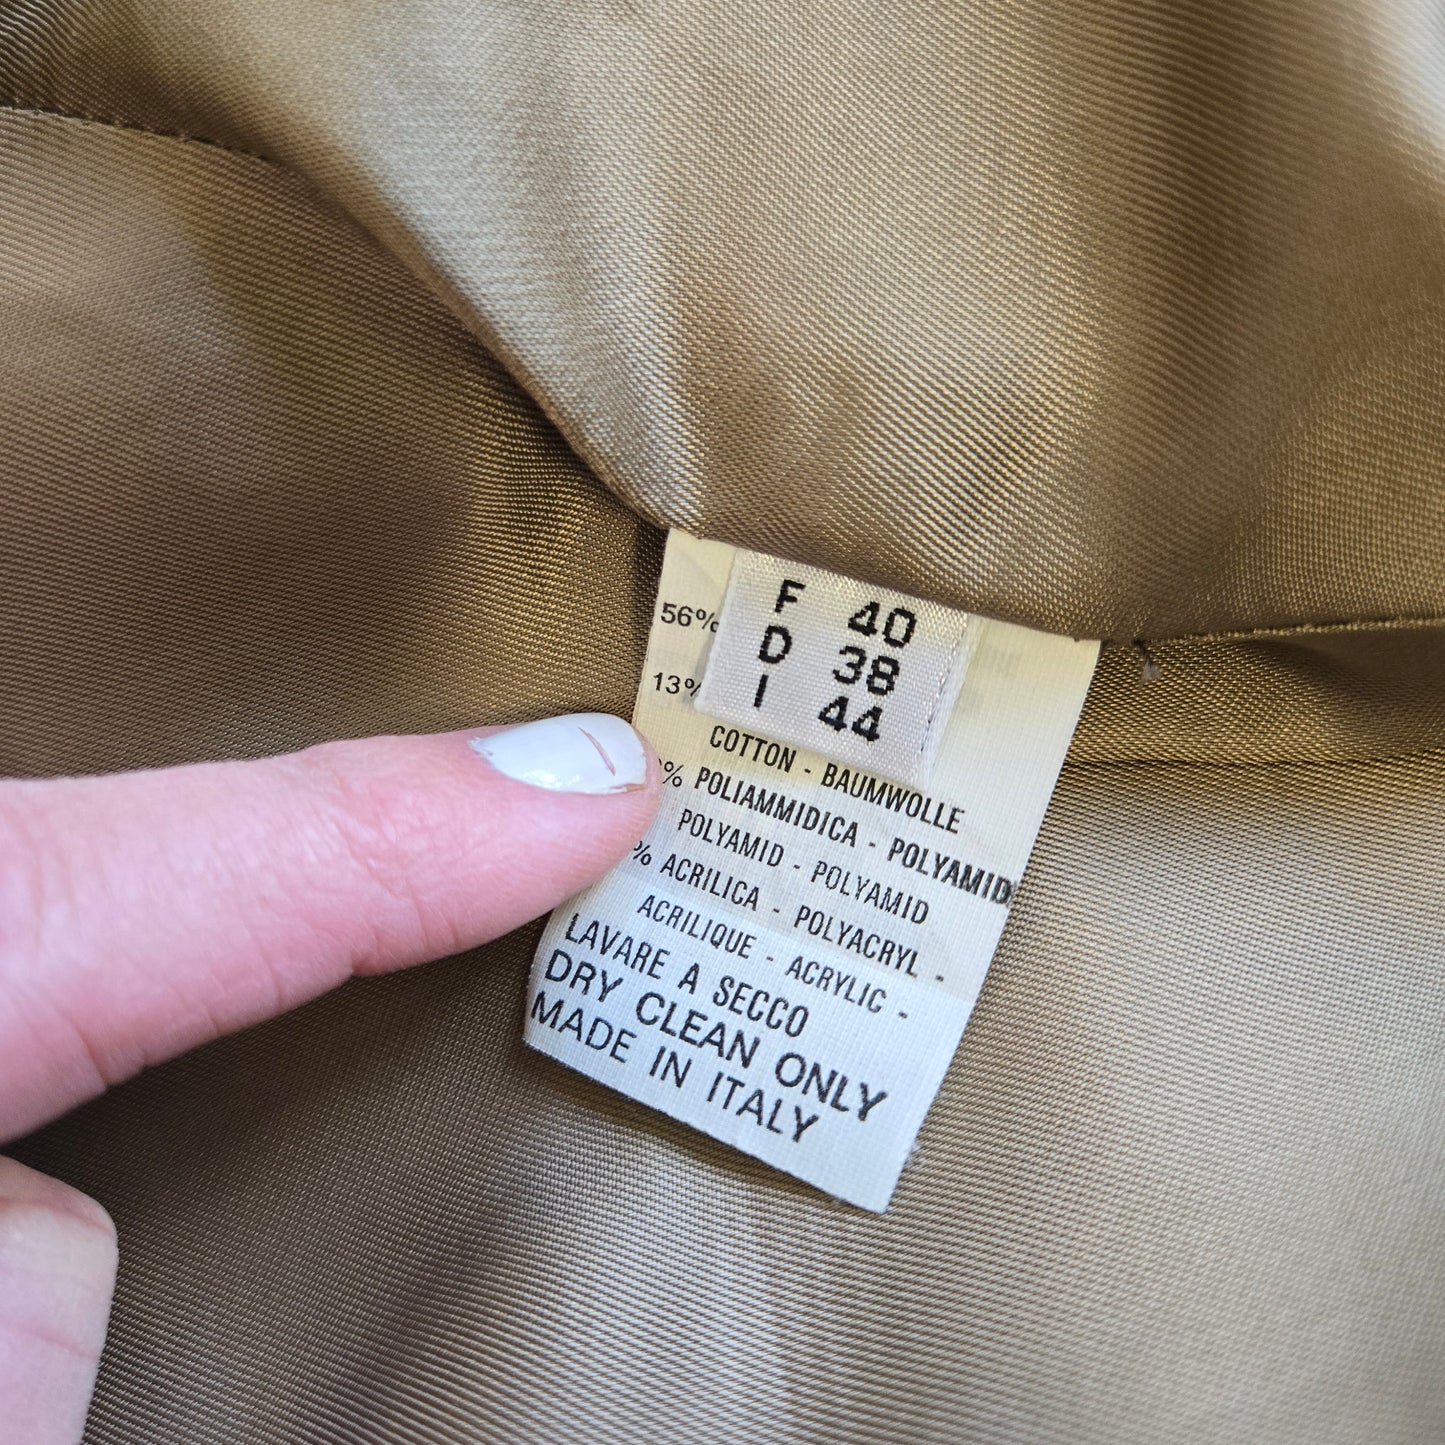 F 40
D 38
I 44
56%
13%
COTTON - BAUMWOLLE
% POLIAMMIDICA - POLYAMID
POLYAMID - POLYAMID
% ACRILICA - POLYACRYL -
ACRILIQUE - ACRYLIC -
LAVARE A SECCO
DRY CLEAN ONLY
MADE IN ITALY